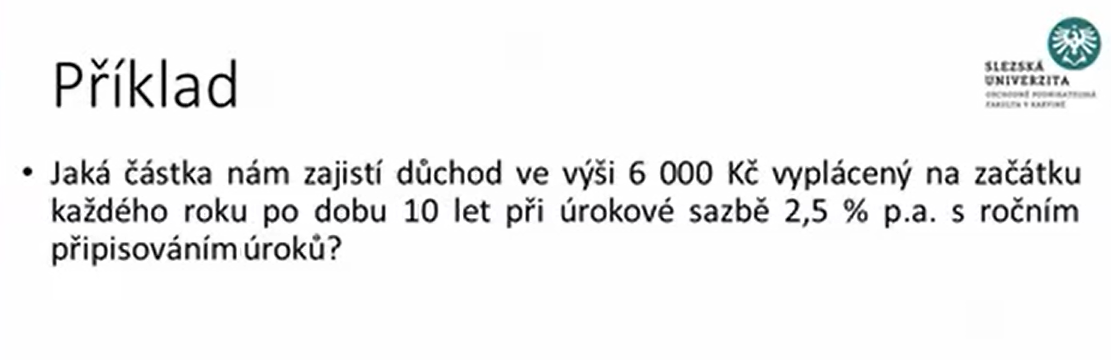 Příklad
SLEZSKÁ
UNIVERZITA
OBCHODNĚ PODNIKATELSKÁ
FAKULTA V KARVINÉ
• Jaká částka nám zajistí důchod ve výši 6 000 Kč vyplácený na začátku
každého roku po dobu 10 let při úrokové sazbě 2,5 % p.a. s ročním
připisováním úroků?